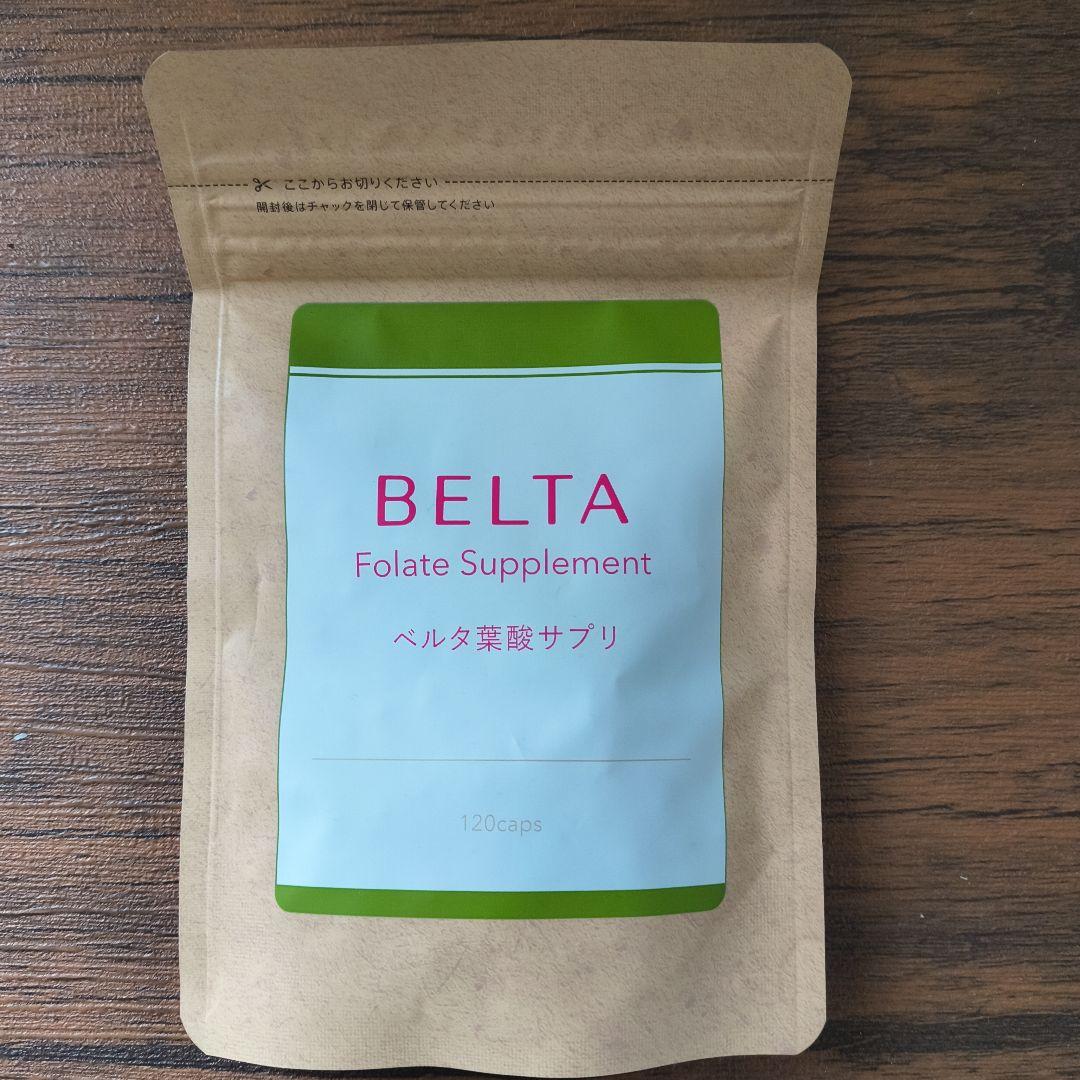 ここからお切りください
開封後はチャックを閉じて保管してください
BELTA
Folate Supplement
ベルタ葉酸サプリ
120caps